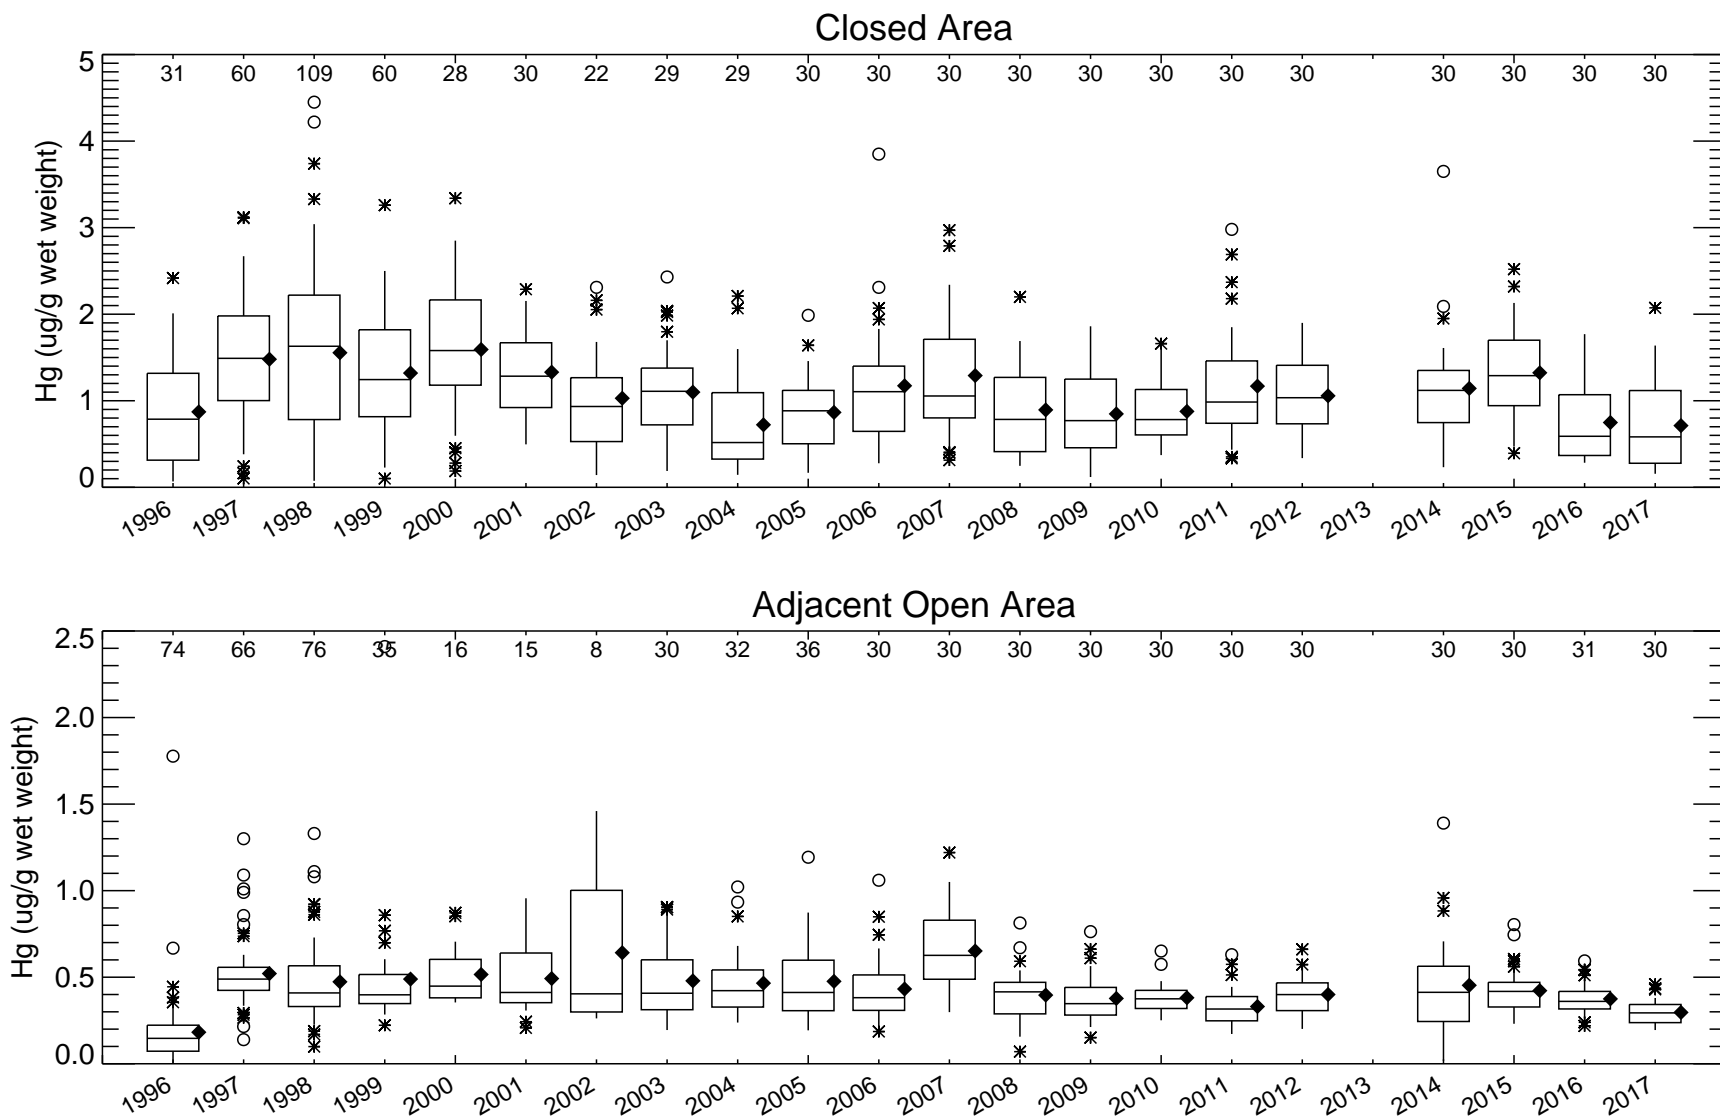 Closed Area
Hg (ug/g wet weight)
5
4
3
2
1
0
31 60 109 60 28 30 22 29 29 30 30 30 30 30 30 30 30 30 30 30 30
1996 1997 1998 1999 2000 2001 2002 2003 2004 2005 2006 2007 2008 2009 2010 2011 2012 2013 2014 2015 2016 2017
Adjacent Open Area
Hg (ug/g wet weight)
2.5
2.0
1.5
1.0
0.5
0.0
74 66 76 35 16 15 8 30 32 36 30 30 30 30 30 30 30 30 30 31 30
1996 1997 1998 1999 2000 2001 2002 2003 2004 2005 2006 2007 2008 2009 2010 2011 2012 2013 2014 2015 2016 2017